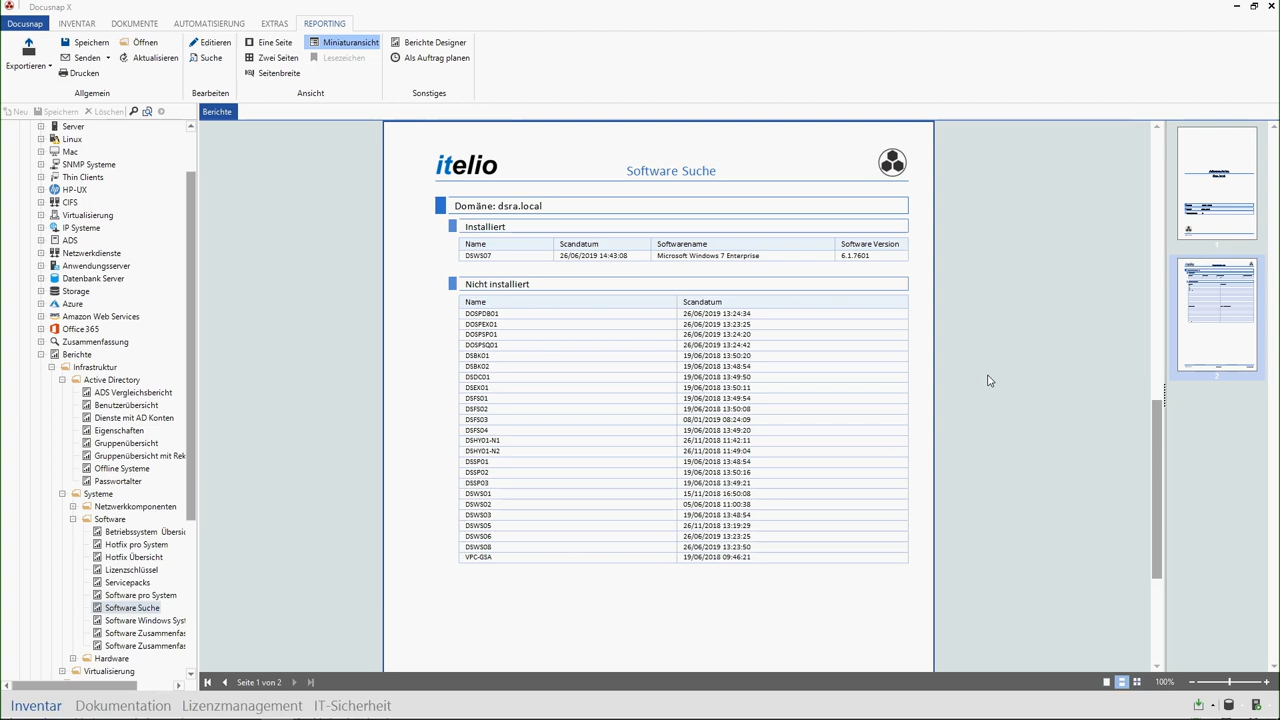 Docusnap X
Docusnap INVENTAR DOKUMENTE AUTOMATISIERUNG EXTRAS REPORTING
Exportieren Speichern Senden Drucken Öffnen Aktualisieren
Allgemein
Editieren Suche
Bearbeiten
Eine Seite Zwei Seiten Seitenbreite Miniaturansicht Lesezeichen
Ansicht
Berichte Designer Als Auftrag planen
Sonstiges
Neu Speichern Löschen
Berichte
Server
Linux
Mac
SNMP Systeme
Thin Clients
HP-UX
CIFS
Virtualisierung
IP Systeme
ADS
Netzwerkdienste
Anwendungsserver
Datenbank Server
Storage
Azure
Amazon Web Services
Office 365
Zusammenfassung
Berichte
Infrastruktur
Active Directory
ADS Vergleichsbericht
Benutzerübersicht
Dienste mit AD Konten
Eigenschaften
Gruppenübersicht
Gruppenübersicht mit Rek
Offline Systeme
Passwortalter
Systeme
Netzwerkkomponenten
Software
Betriebssystem Übersic
Hotfix pro System
Hotfix Übersicht
Lizenzschlüssel
Servicepacks
Software pro System
Software Suche
Software Windows Syst
Software Zusammenfas
Software Zusammenfas
Hardware
Virtualisierung
itelio Software Suche
Domäne: dsra.local
Installiert
Name Scandatum Softwarename Software Version
DSWS07 26/06/2019 14:43:08 Microsoft Windows 7 Enterprise 6.1.7601
Nicht installiert
Name Scandatum
DOSPDB01 26/06/2019 13:24:34
DOSPEX01 26/06/2019 13:23:25
DOSPSP01 26/06/2019 13:24:20
DOSPSQ01 26/06/2019 13:24:42
DSBK01 19/06/2018 13:50:20
DSBK02 19/06/2018 13:48:54
DSDC01 19/06/2018 13:49:50
DSEX01 19/06/2018 13:50:11
DSFS01 19/06/2018 13:49:54
DSFS02 19/06/2018 13:50:08
DSFS03 08/01/2019 08:24:09
DSFS04 19/06/2018 13:49:20
DSHY01-N1 26/11/2018 11:42:11
DSHY01-N2 26/11/2018 11:49:04
DSSP01 19/06/2018 13:48:54
DSSP02 19/06/2018 13:50:16
DSSP03 19/06/2018 13:49:21
DSWS01 15/11/2018 16:50:08
DSWS02 05/06/2018 11:00:38
DSWS03 19/06/2018 13:48:54
DSWS05 26/11/2018 13:19:29
DSWS06 26/06/2019 13:23:25
DSWS08 26/06/2019 13:23:50
VPC-GSA 19/06/2018 09:46:21
1
2
Seite 1 von 2
100%
Inventar Dokumentation Lizenzmanagement IT-Sicherheit